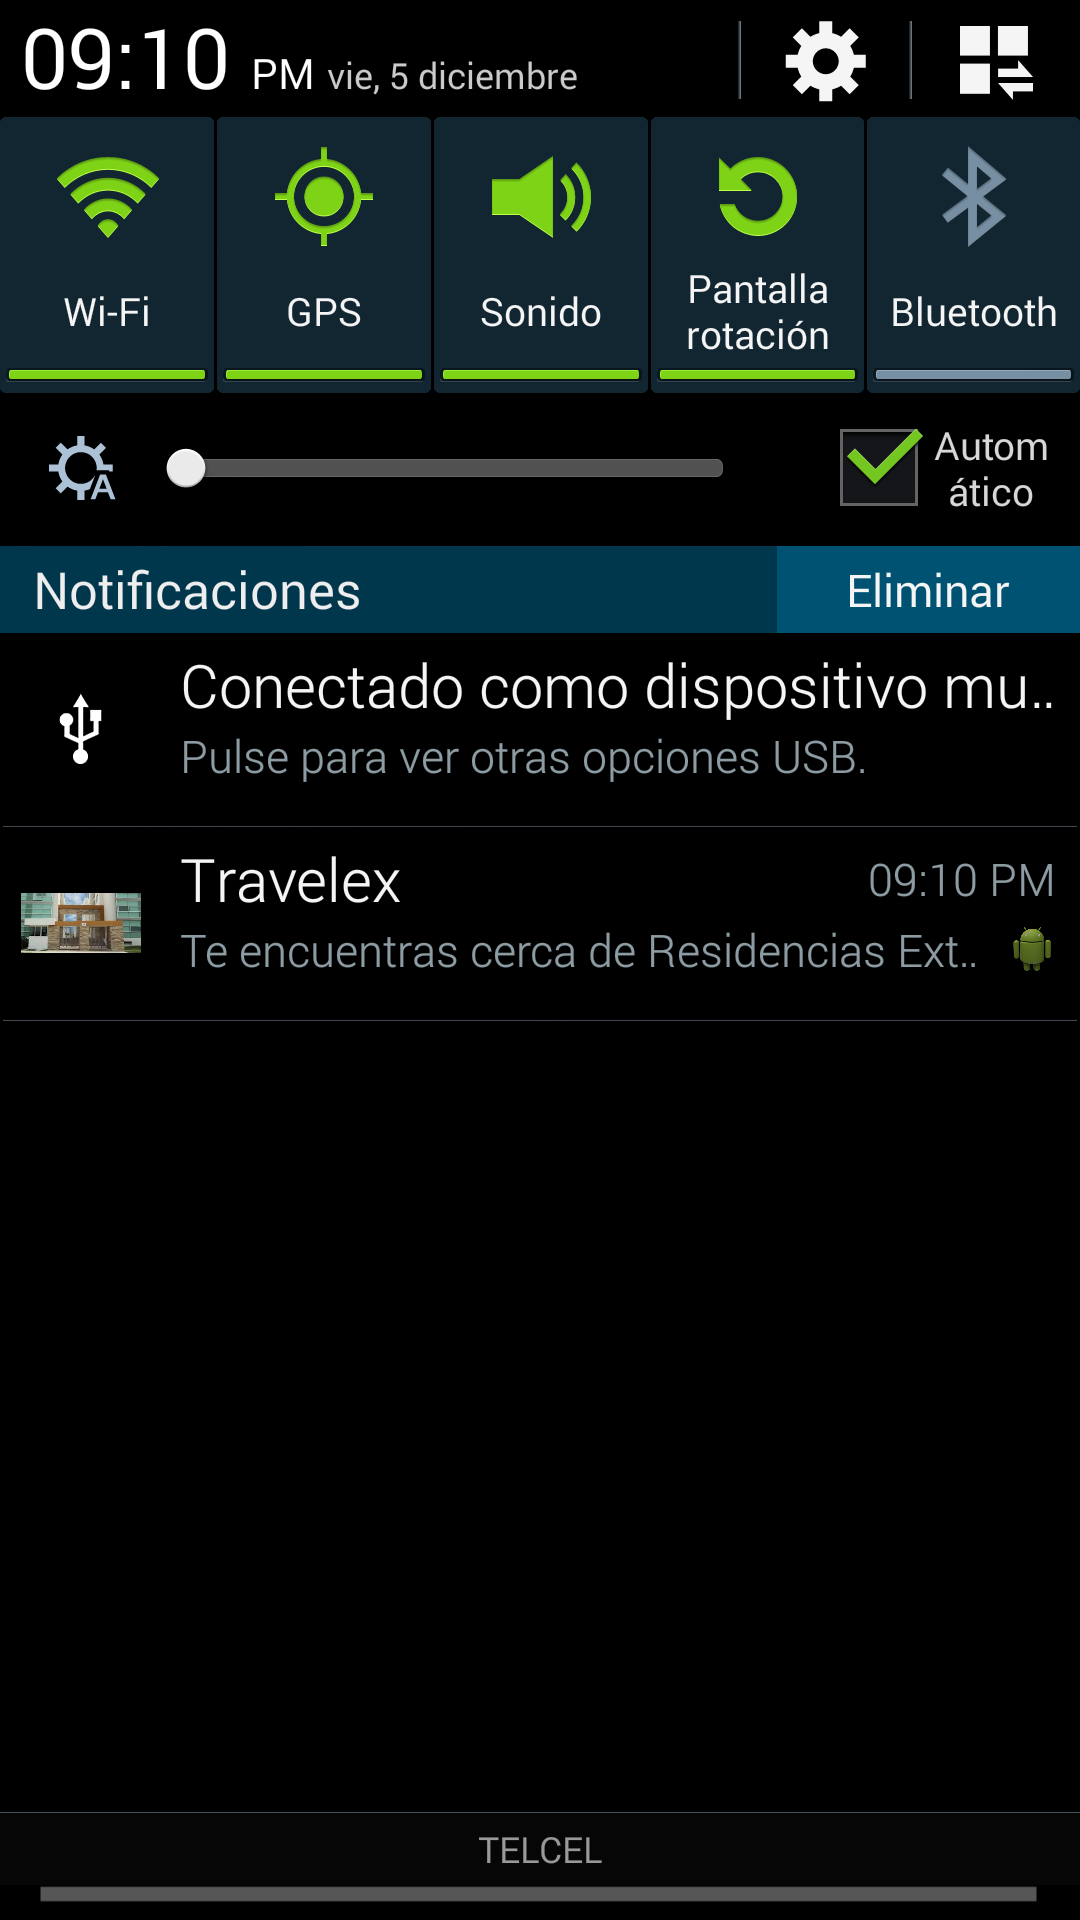 09:10 PM vie, 5 diciembre
Wi-Fi
GPS
Sonido
Pantalla
rotación
Bluetooth
A
Autom
ático
Notificaciones
Eliminar
Conectado como dispositivo mu..
Pulse para ver otras opciones USB.
Travelex
09:10 PM
Te encuentras cerca de Residencias Ext..
TELCEL